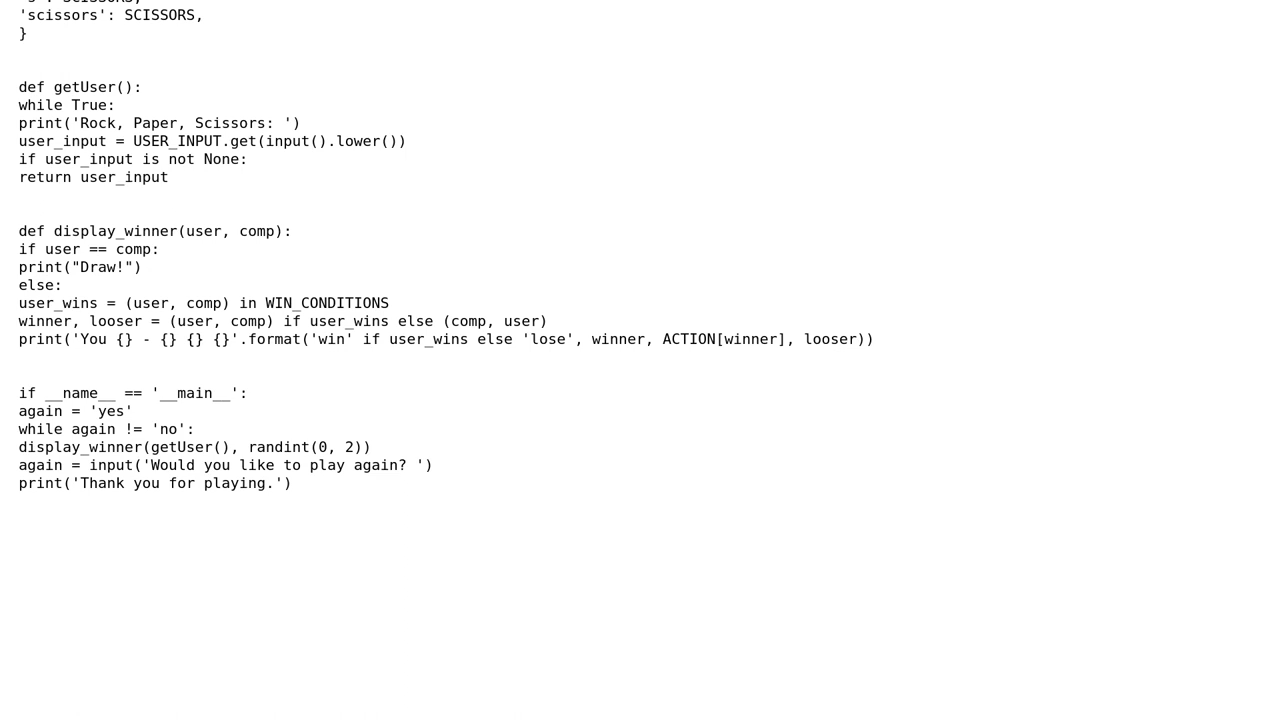 'scissors': SCISSORS,
}
def getUser():
while True:
print('Rock, Paper, Scissors: ')
user_input = USER_INPUT.get(input().lower())
if user_input is not None:
return user_input
def display_winner(user, comp):
if user == comp:
print("Draw!")
else:
user_wins = (user, comp) in WIN_CONDITIONS
winner, looser = (user, comp) if user_wins else (comp, user)
print('You {} - {} {} {}'.format('win' if user_wins else 'lose', winner, ACTION[winner], looser))
if __name__ == '__main__':
again = 'yes'
while again != 'no':
display_winner(getUser(), randint(0, 2))
again = input('Would you like to play again? ')
print('Thank you for playing.')